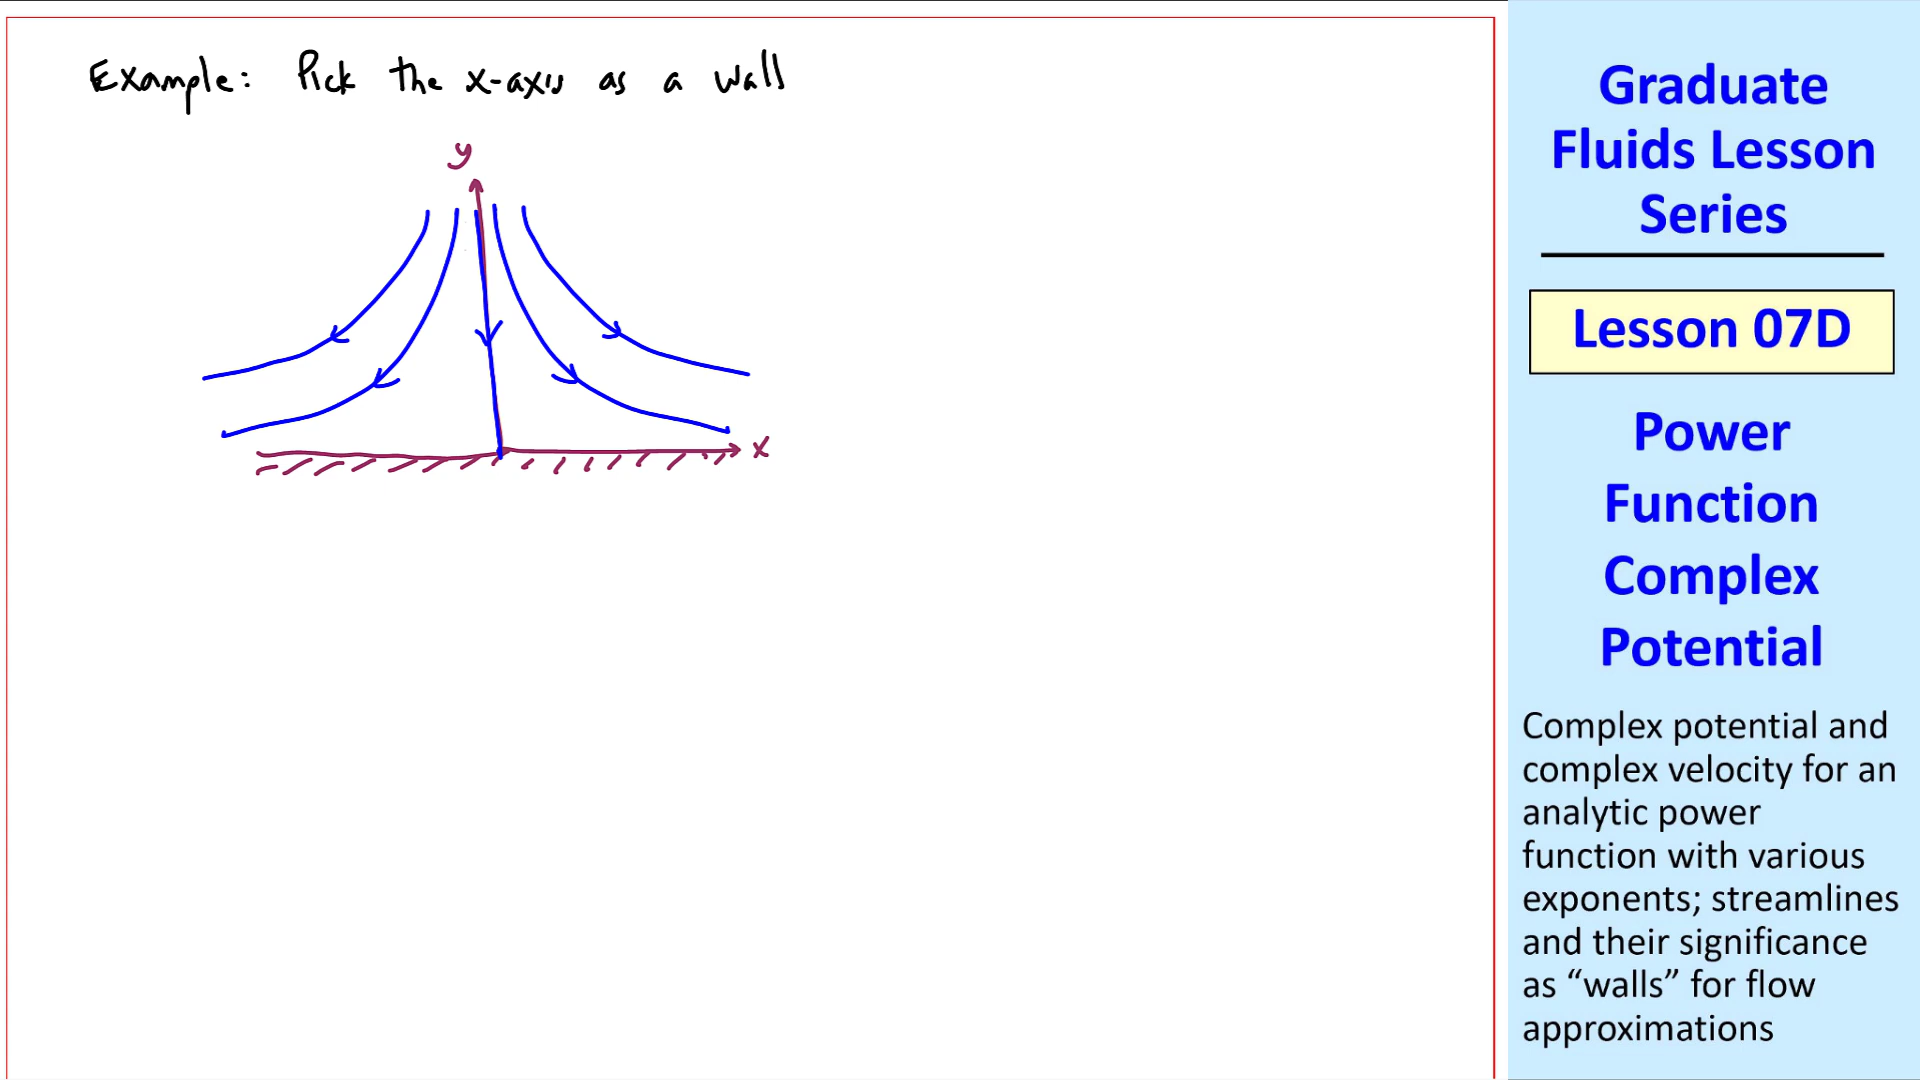 Example: Pick the x-axis as a wall
y
x
Graduate
Fluids Lesson
Series
Lesson 07D
Power
Function
Complex
Potential
Complex potential and
complex velocity for an
analytic power
function with various
exponents; streamlines
and their significance
as “walls” for flow
approximations